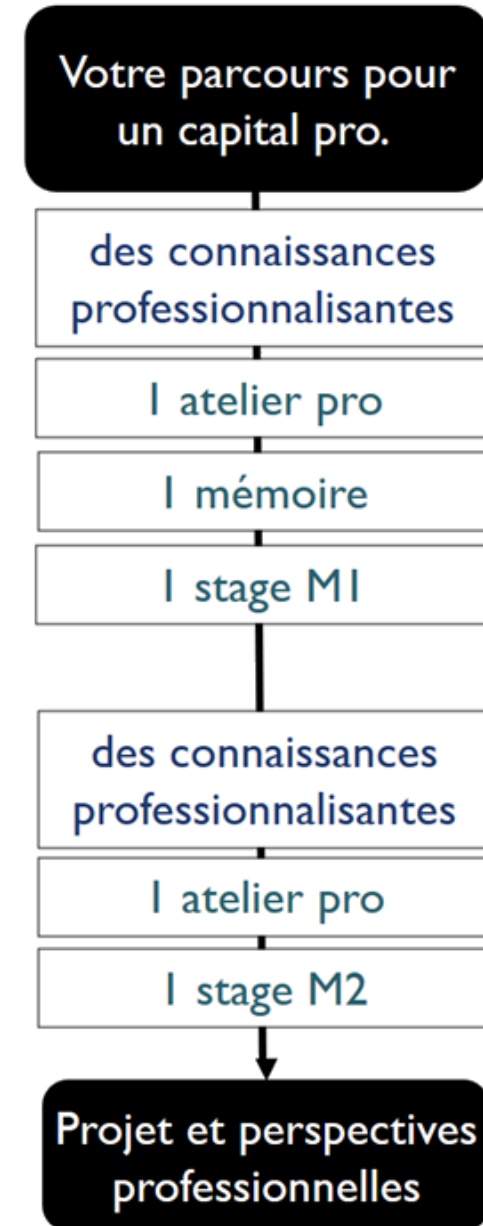 Votre parcours pour
un capital pro.
des connaissances
professionnalisantes
1 atelier pro
1 mémoire
1 stage M1
des connaissances
professionnalisantes
1 atelier pro
1 stage M2
Projet et perspectives
professionnelles